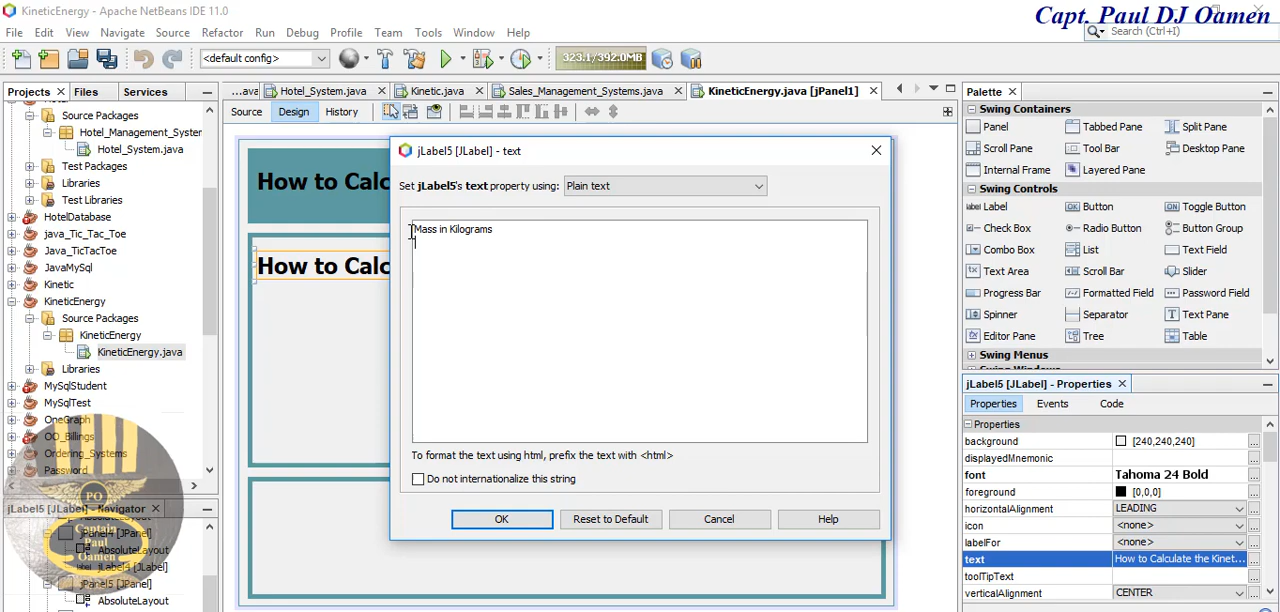 KineticEnergy - Apache NetBeans IDE 11.0
Capt. Paul DJ Oamen
File Edit View Navigate Source Refactor Run Debug Profile Team Tools Window Help
Search (Ctrl+I)
<default config>
323.1/392.0MB
Projects Files Services
...ava Hotel_System.java Kinetic.java Sales_Management_Systems.java KineticEnergy.java [jPanel1]
Source Design History
Source Packages
Hotel_Management_System
Hotel_System.java
Test Packages
Libraries
Test Libraries
HotelDatabase
java_Tic_Tac_Toe
Java_TicTacToe
JavaMySql
Kinetic
KineticEnergy
Source Packages
KineticEnergy
KineticEnergy.java
Libraries
MySqlStudent
MySqlTest
OneGraph
OO_Billings
Ordering_Systems
Password
jLabel5 [JLabel] - Navigator
jPanel4 [JPanel]
AbsoluteLayout
jLabel4 [JLabel]
jPanel5 [JPanel]
AbsoluteLayout
PO
Captain
Paul
Oamen
How to Calc
How to Calc
jLabel5 [JLabel] - text
Set jLabel5's text property using: Plain text
Mass in Kilograms
To format the text using html, prefix the text with <html>
Do not internationalize this string
OK Reset to Default Cancel Help
Palette
Swing Containers
Panel Tabbed Pane Split Pane
Scroll Pane Tool Bar Desktop Pane
Internal Frame Layered Pane
Swing Controls
Label Button Toggle Button
Check Box Radio Button Button Group
Combo Box List Text Field
Text Area Scroll Bar Slider
Progress Bar Formatted Field Password Field
Spinner Separator Text Pane
Editor Pane Tree Table
Swing Menus
Swing Windows
jLabel5 [JLabel] - Properties
Properties Events Code
Properties
background [240,240,240]
displayedMnemonic
font Tahoma 24 Bold
foreground [0,0,0]
horizontalAlignment LEADING
icon <none>
labelFor <none>
text How to Calculate the Kinet...
toolTipText
verticalAlignment CENTER